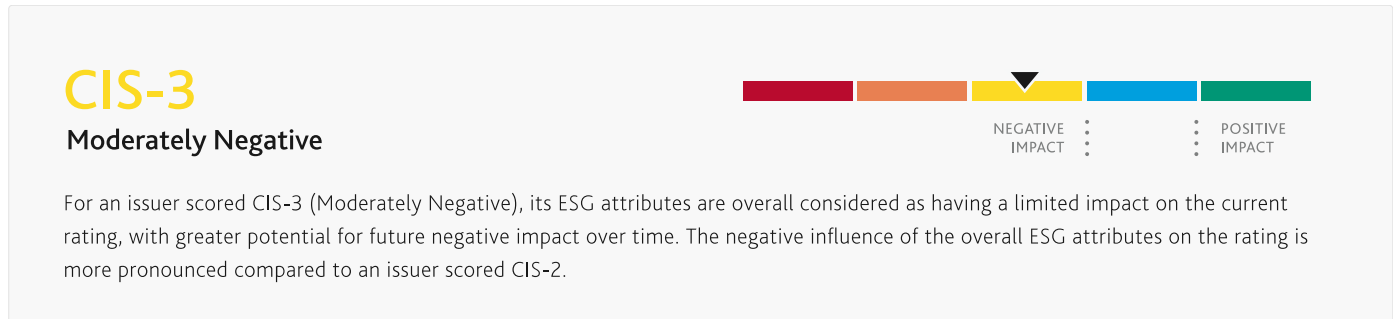 CIS-3
Moderately Negative
NEGATIVE
IMPACT
POSITIVE
IMPACT
For an issuer scored CIS-3 (Moderately Negative), its ESG attributes are overall considered as having a limited impact on the current
rating, with greater potential for future negative impact over time. The negative influence of the overall ESG attributes on the rating is
more pronounced compared to an issuer scored CIS-2.